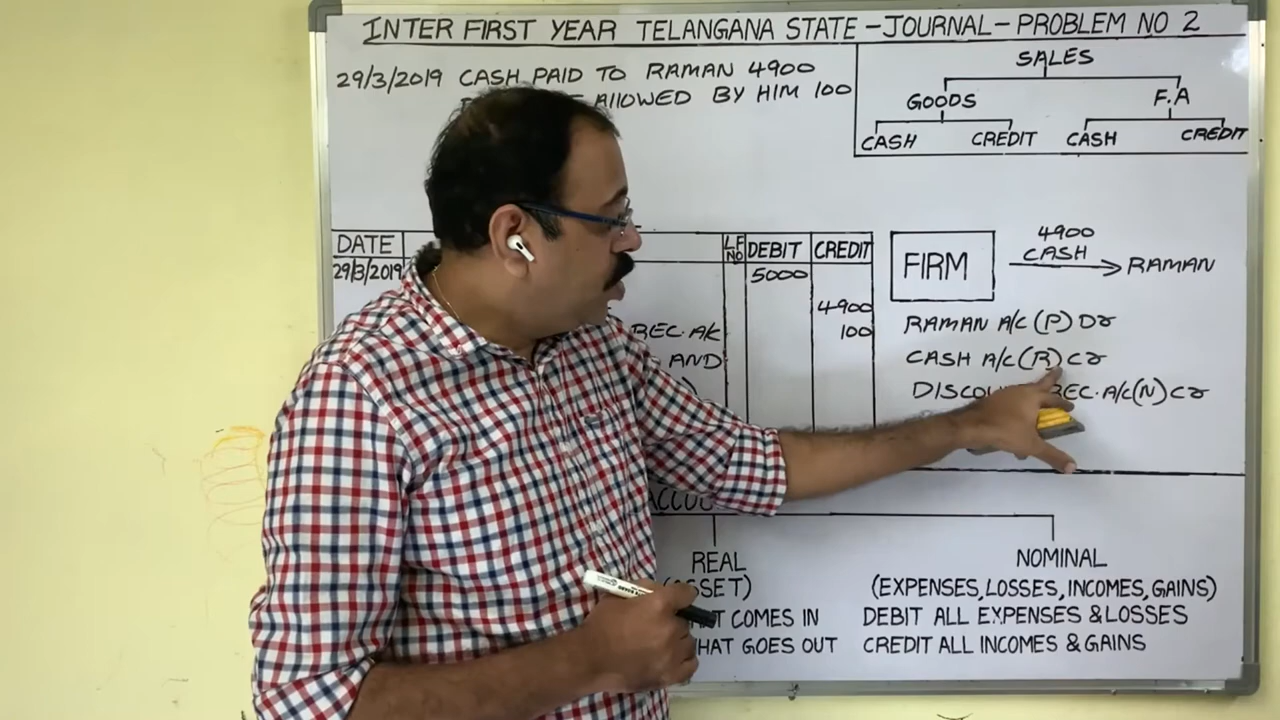 INTER FIRST YEAR TELANGANA STATE - JOURNAL - PROBLEM NO 2
29/3/2019 CASH PAID TO RAMAN 4900
ALLOWED BY HIM 100
SALES
GOODS F.A
CASH CREDIT CASH CREDIT
DATE L.F NO DEBIT CREDIT
29/3/2019 5000
4900
REC. A/c 100
AND
FIRM 4900 CASH RAMAN
RAMAN A/C (P) Dr
CASH A/C (R) Cr
REC. A/C (N) Cr
REAL
NOMINAL
(EXPENSES, LOSSES, INCOMES, GAINS)
COMES IN
DEBIT ALL EXPENSES & LOSSES
GOES OUT
CREDIT ALL INCOMES & GAINS